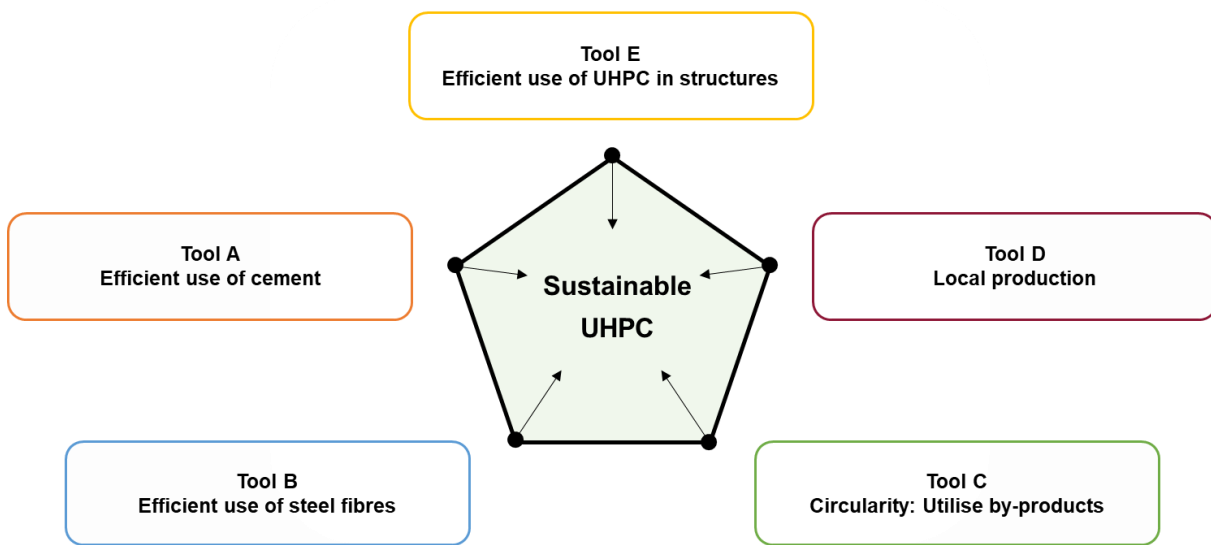 Tool E
Efficient use of UHPC in structures
Tool A
Efficient use of cement
Tool D
Local production
Sustainable
UHPC
Tool B
Efficient use of steel fibres
Tool C
Circularity: Utilise by-products